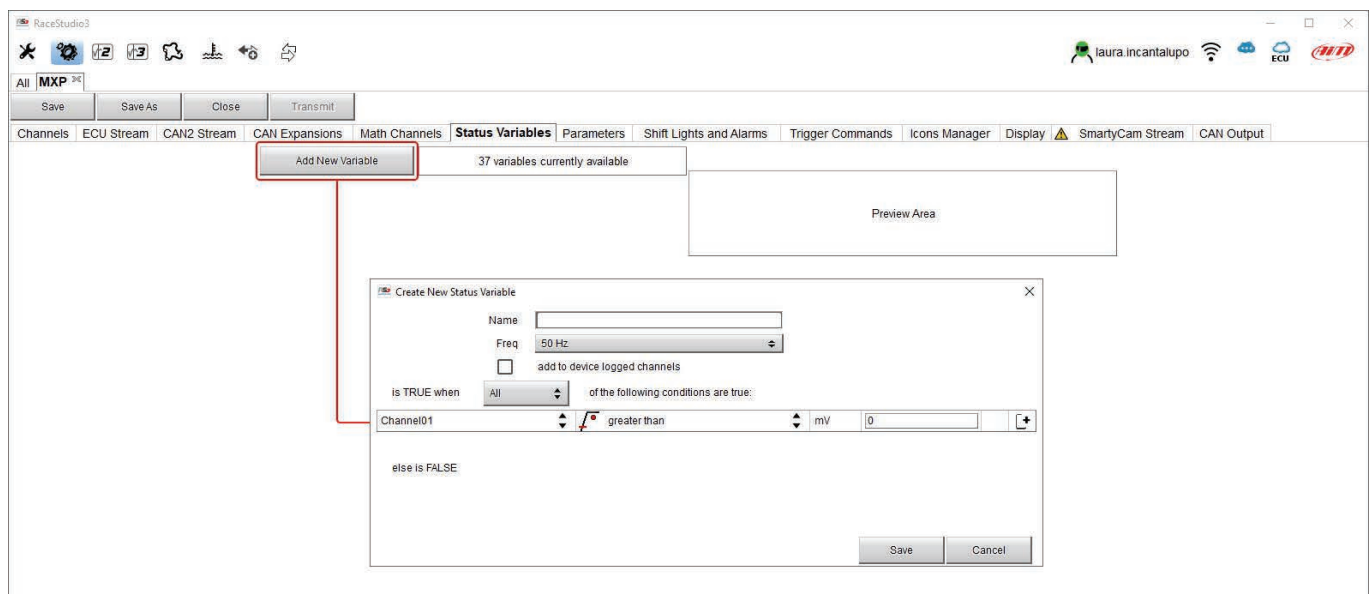 RaceStudio3
laura.incantalupo ECU AiM
All MXP
Save Save As Close Transmit
Channels ECU Stream CAN2 Stream CAN Expansions Math Channels Status Variables Parameters Shift Lights and Alarms Trigger Commands Icons Manager Display SmartyCam Stream CAN Output
Add New Variable 37 variables currently available
Preview Area
Create New Status Variable
Name
Freq 50 Hz
add to device logged channels
is TRUE when All of the following conditions are true:
Channel01 greater than mV 0
else is FALSE
Save Cancel